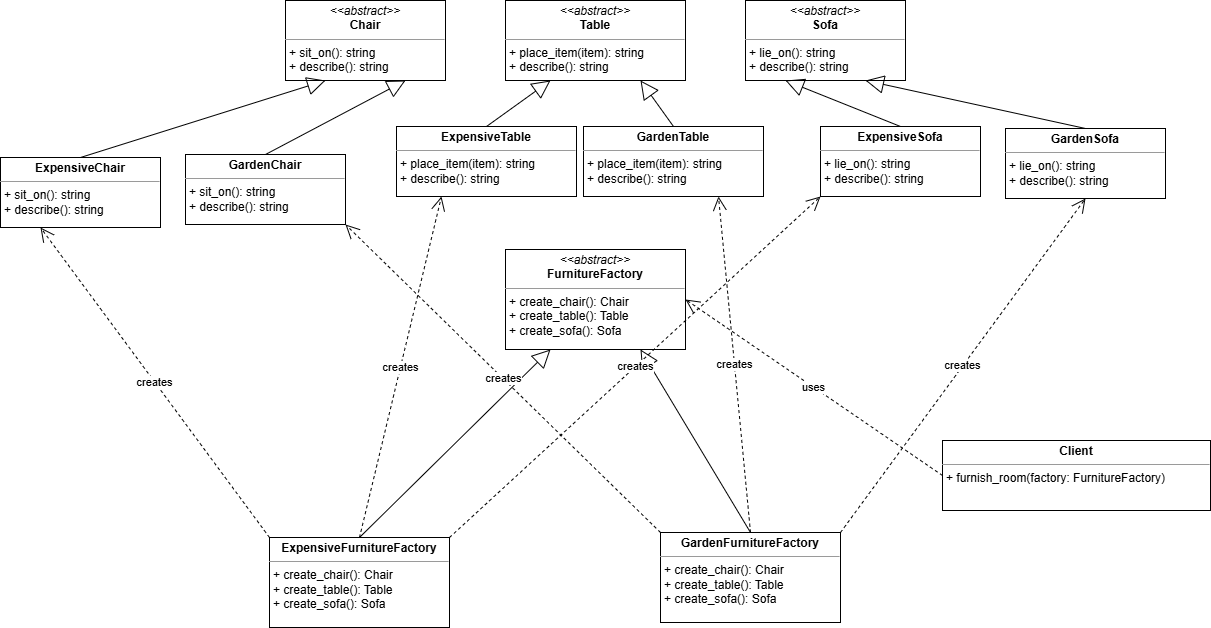 <<abstract>>
Chair
+ sit_on(): string
+ describe(): string
<<abstract>>
Table
+ place_item(item): string
+ describe(): string
<<abstract>>
Sofa
+ lie_on(): string
+ describe(): string
ExpensiveChair
+ sit_on(): string
+ describe(): string
GardenChair
+ sit_on(): string
+ describe(): string
ExpensiveTable
+ place_item(item): string
+ describe(): string
GardenTable
+ place_item(item): string
+ describe(): string
ExpensiveSofa
+ lie_on(): string
+ describe(): string
GardenSofa
+ lie_on(): string
+ describe(): string
<<abstract>>
FurnitureFactory
+ create_chair(): Chair
+ create_table(): Table
+ create_sofa(): Sofa
creates
creates
creates
creates
creates
creates
uses
Client
+ furnish_room(factory: FurnitureFactory)
ExpensiveFurnitureFactory
+ create_chair(): Chair
+ create_table(): Table
+ create_sofa(): Sofa
GardenFurnitureFactory
+ create_chair(): Chair
+ create_table(): Table
+ create_sofa(): Sofa